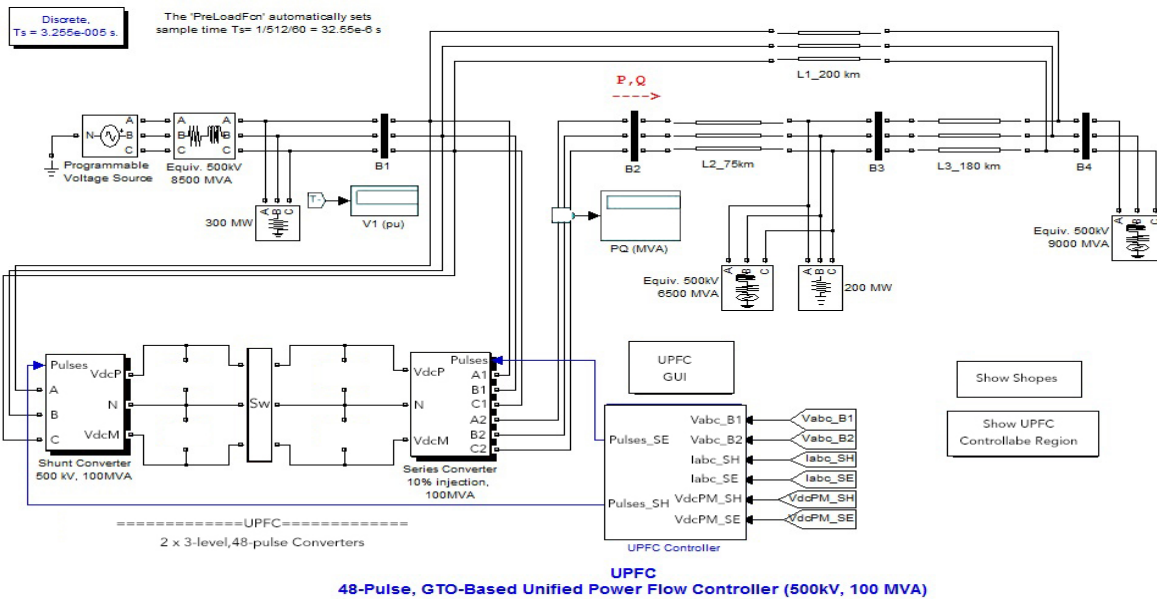 Discrete,
Ts = 3.255e-005 s.
The 'PreLoadFcn' automatically sets
sample time Ts= 1/512/60 = 32.55e-6 s
L1_200 km
P,Q
---->
N
A
B
C
A
B
C
A
B
C
Programmable
Voltage Source
Equiv. 500kV
8500 MVA
B1
B2
L2_75km
B3
L3_180 km
B4
300 MW
A B C
T-
V1 (pu)
PQ (MVA)
A B C
Equiv. 500kV
9000 MVA
A B C
Equiv. 500kV
6500 MVA
A B C
200 MW
Pulses
VdcP
A
N
B
VdcM
C
Shunt Converter
500 kV, 100MVA
Sw
Pulses
VdcP
A1
B1
N
C1
A2
VdcM
B2
C2
Series Converter
10% injection,
100MVA
UPFC
GUI
Show Shopes
Show UPFC
Controllabe Region
Vabc_B1
Pulses_SE
Vabc_B2
Iabc_SH
Iabc_SE
Pulses_SH
VdcPM_SH
VdcPM_SE
UPFC Controller
Vabc_B1
Vabc_B2
Iabc_SH
Iabc_SE
VdcPM_SH
VdcPM_SE
=============UPFC=============
2 x 3-level,48-pulse Converters
UPFC
48-Pulse, GTO-Based Unified Power Flow Controller (500kV, 100 MVA)